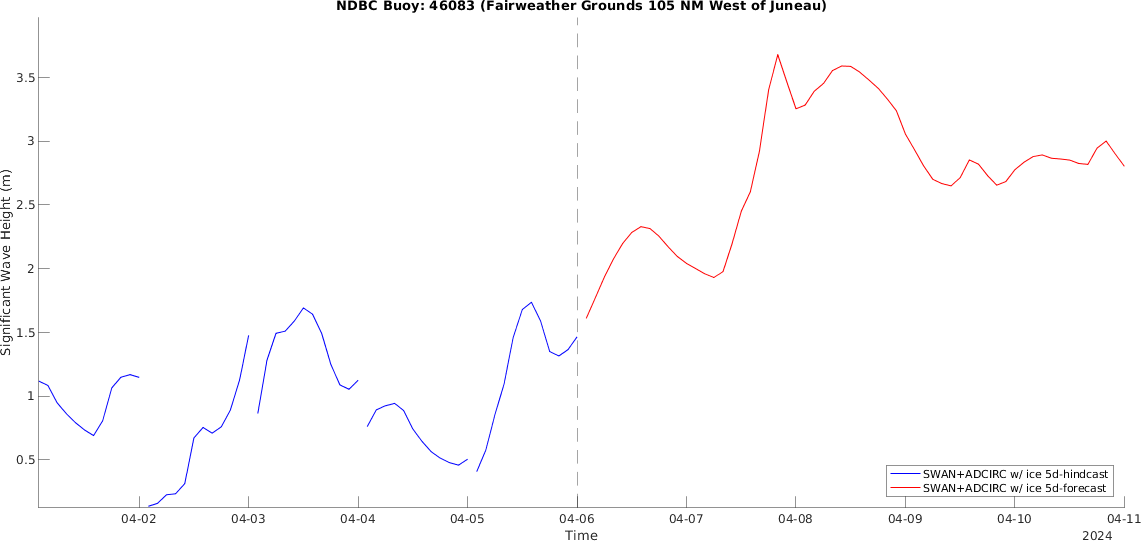 NDBC Buoy: 46083 (Fairweather Grounds 105 NM West of Juneau)
Significant Wave Height (m)
3.5
3
2.5
2
1.5
1
0.5
SWAN+ADCIRC w/ ice 5d-hindcast
SWAN+ADCIRC w/ ice 5d-forecast
04-02 04-03 04-04 04-05 04-06 04-07 04-08 04-09 04-10 04-11
Time
2024